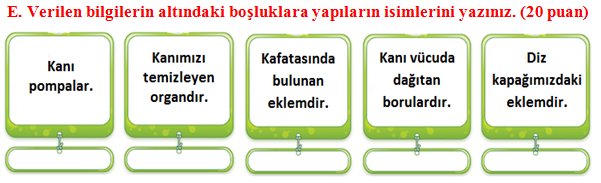 E. Verilen bilgilerin altındaki boşluklara yapıların isimlerini yazınız. (20 puan)
Kanı
pompalar.
Kanımızı
temizleyen
organdır.
Kafatasında
bulunan
eklemdir.
Kanı vücuda
dağıtan
borulardır.
Diz
kapağımızdaki
eklemdir.